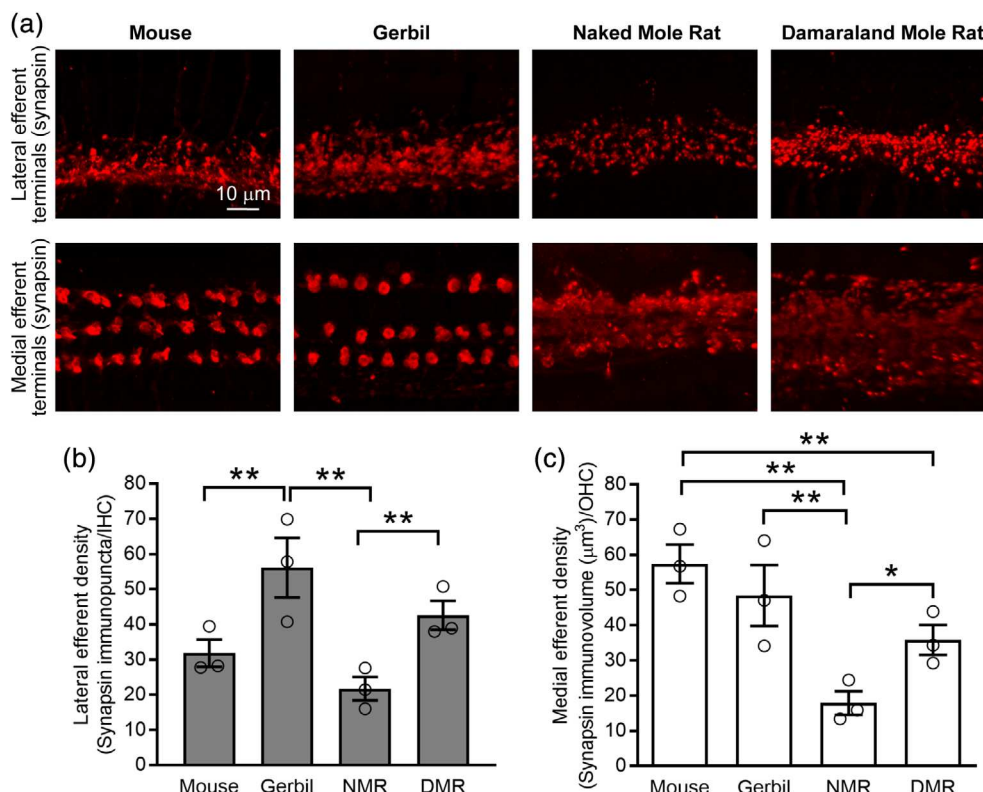 (a)
Mouse
Gerbil
Naked Mole Rat
Damaraland Mole Rat
Lateral efferent
terminals (synapsin)
10 μm
Medial efferent
terminals (synapsin)
(b)
Lateral efferent density
(Synapsin immunopuncta/IHC)
80
70
60
50
40
30
20
10
0
**
**
**
Mouse
Gerbil
NMR
DMR
(c)
Medial efferent density
(Synapsin immunovolume (μm³)/OHC)
80
70
60
50
40
30
20
10
0
**
**
**
*
Mouse
Gerbil
NMR
DMR